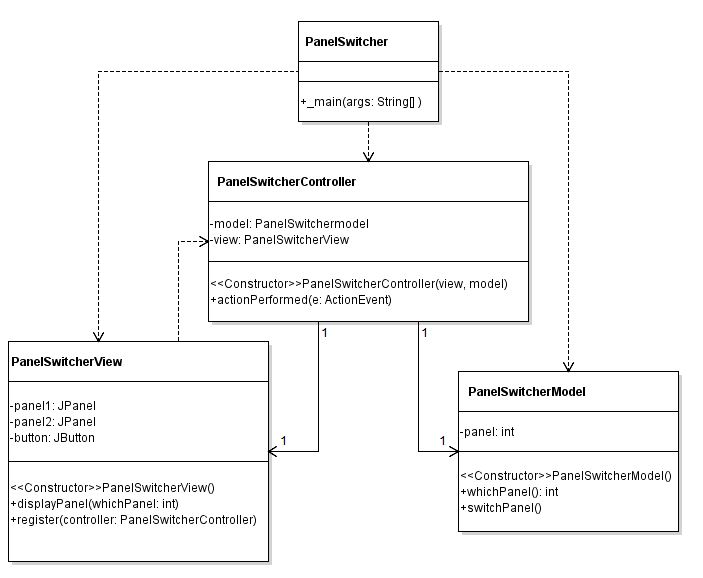 PanelSwitcher
+_main(args: String[] )
PanelSwitcherController
-model: PanelSwitchermodel
-view: PanelSwitcherView
<<Constructor>>PanelSwitcherController(view, model)
+actionPerformed(e: ActionEvent)
1
1
PanelSwitcherView
-panel1: JPanel
-panel2: JPanel
-button: JButton
<<Constructor>>PanelSwitcherView()
+displayPanel(whichPanel: int)
+register(controller: PanelSwitcherController)
1
1
PanelSwitcherModel
-panel: int
<<Constructor>>PanelSwitcherModel()
+whichPanel(): int
+switchPanel()